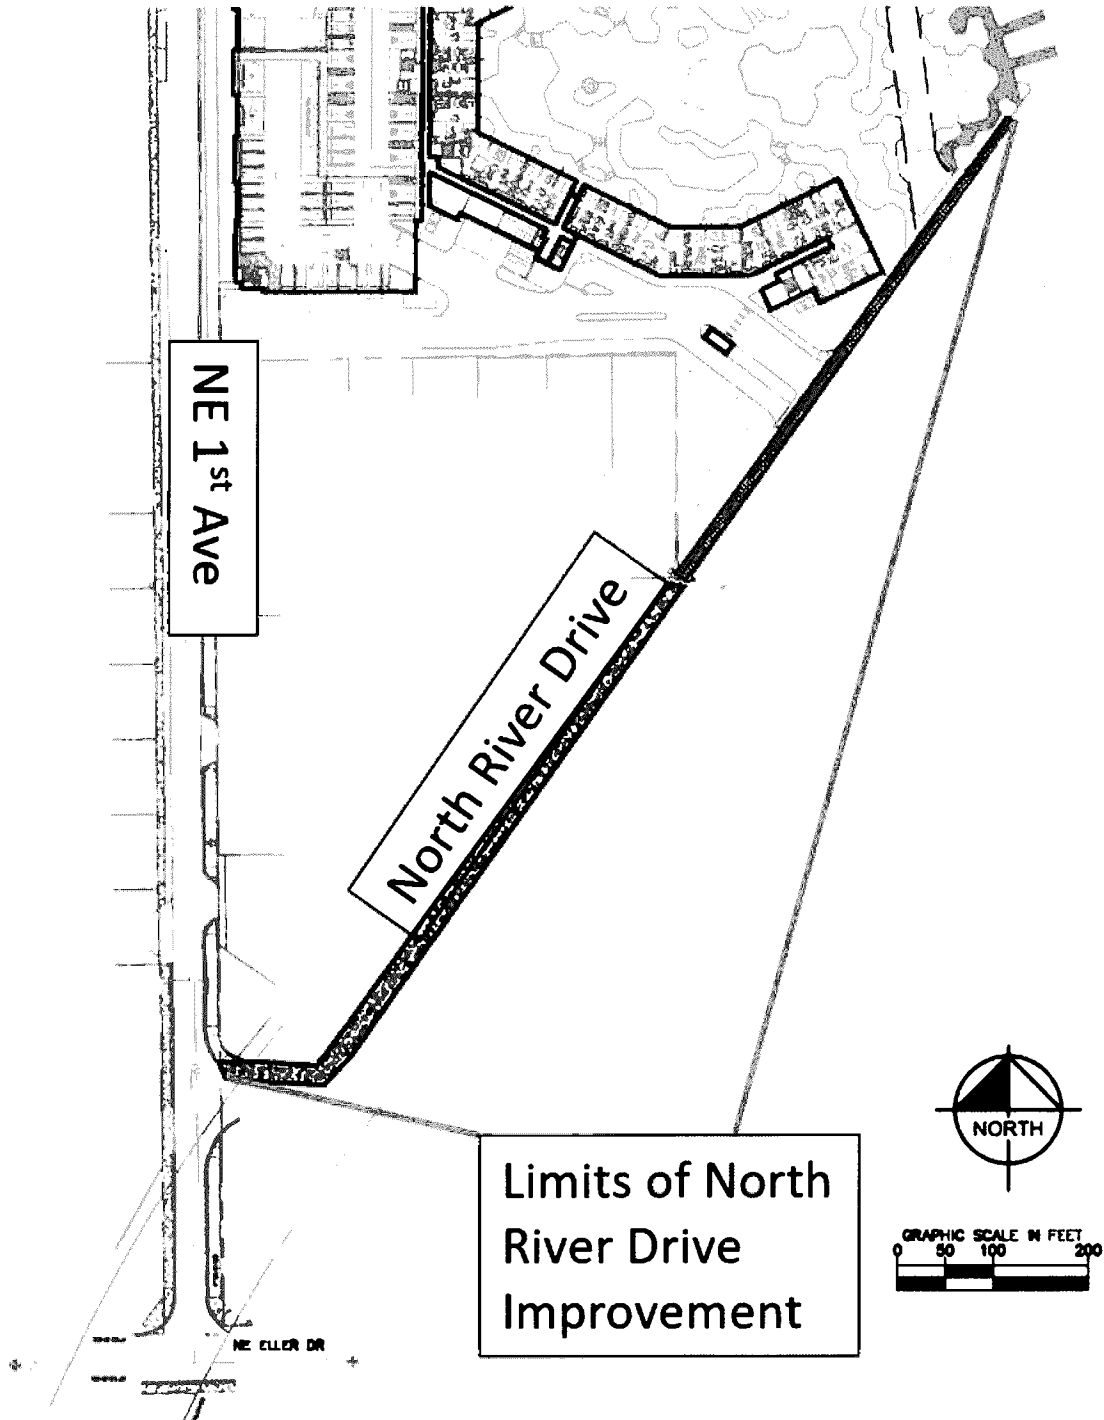 NE 1st Ave
North River Drive
Limits of North
River Drive
Improvement
NORTH
GRAPHIC SCALE IN FEET
0 50 100 200
NE ELLER DR